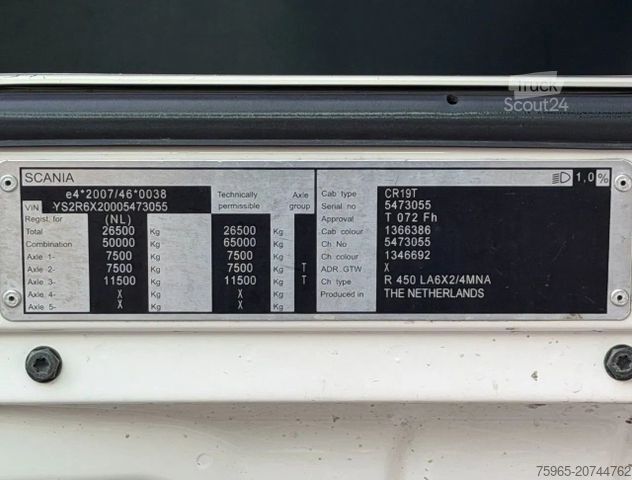 truck
Scout24
SCANIA 1,0%
e4*2007/46*0038
VIN YS2R6X20005473055 Technically permissible Axle group
Regist. for (NL)
Total 26500 Kg 26500 Kg
Combination 50000 Kg 65000 Kg
Axle 1- 7500 Kg 7500 Kg
Axle 2- 7500 Kg 7500 Kg T
Axle 3- 11500 Kg 11500 Kg T
Axle 4- X Kg X Kg
Axle 5- X Kg X Kg
Cab type CR19T
Serial no 5473055
Approval T 072 Fh
Cab colour 1366386
Ch No 5473055
Ch colour 1346692
ADR. GTW X
Ch type R 450 LA6X2/4MNA
Produced in THE NETHERLANDS
75965-20744762